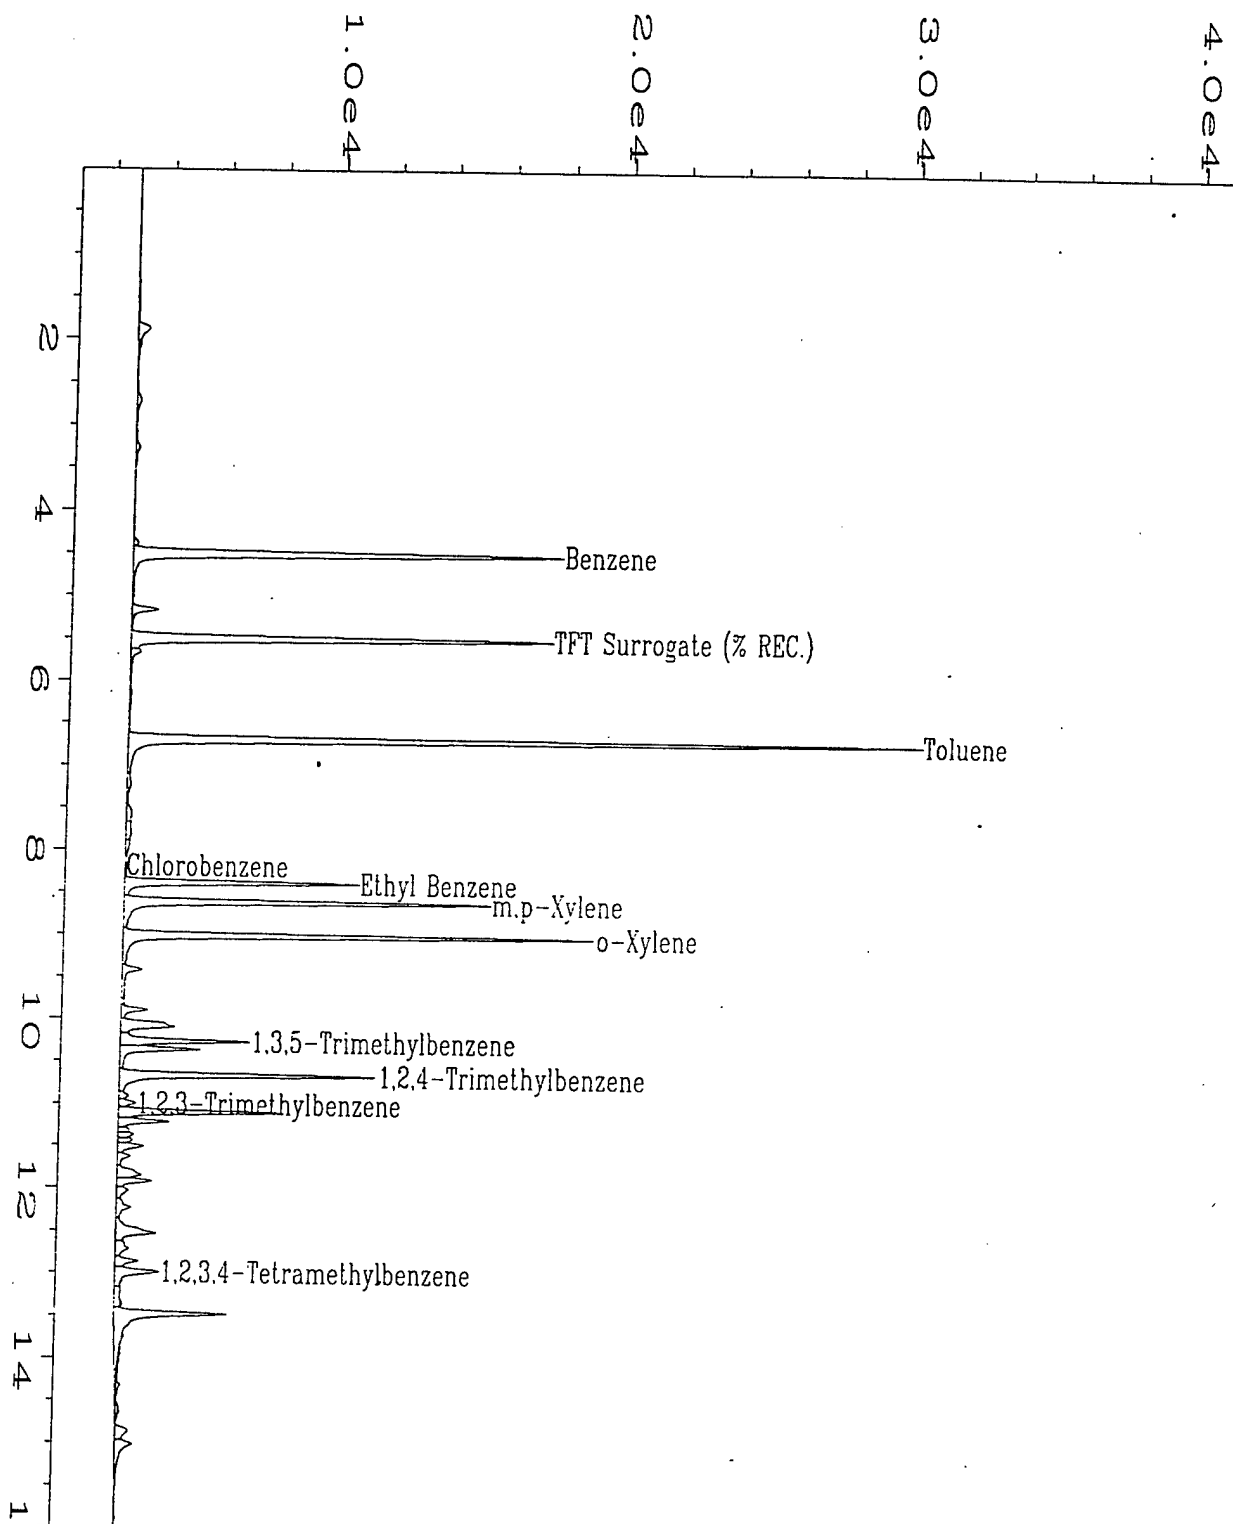 1.0e4
2.0e4
3.0e4
4.0e4
2
4
Benzene
TFT Surrogate (% REC.)
6
Toluene
8
Chlorobenzene
Ethyl Benzene
m,p-Xylene
o-Xylene
10
1,3,5-Trimethylbenzene
1,2,4-Trimethylbenzene
1,2,3-Trimethylbenzene
12
1,2,3,4-Tetramethylbenzene
14
1